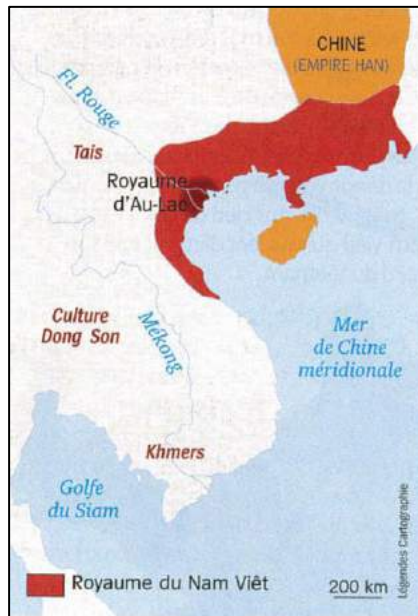 CHINE
(EMPIRE HAN)
Fl. Rouge
Tais
Royaume
d'Au-Lac
Culture
Dong Son
Mékong
Mer
de Chine
méridionale
Khmers
Golfe
du Siam
Royaume du Nam Viêt
200 km
Légendes Cartographie